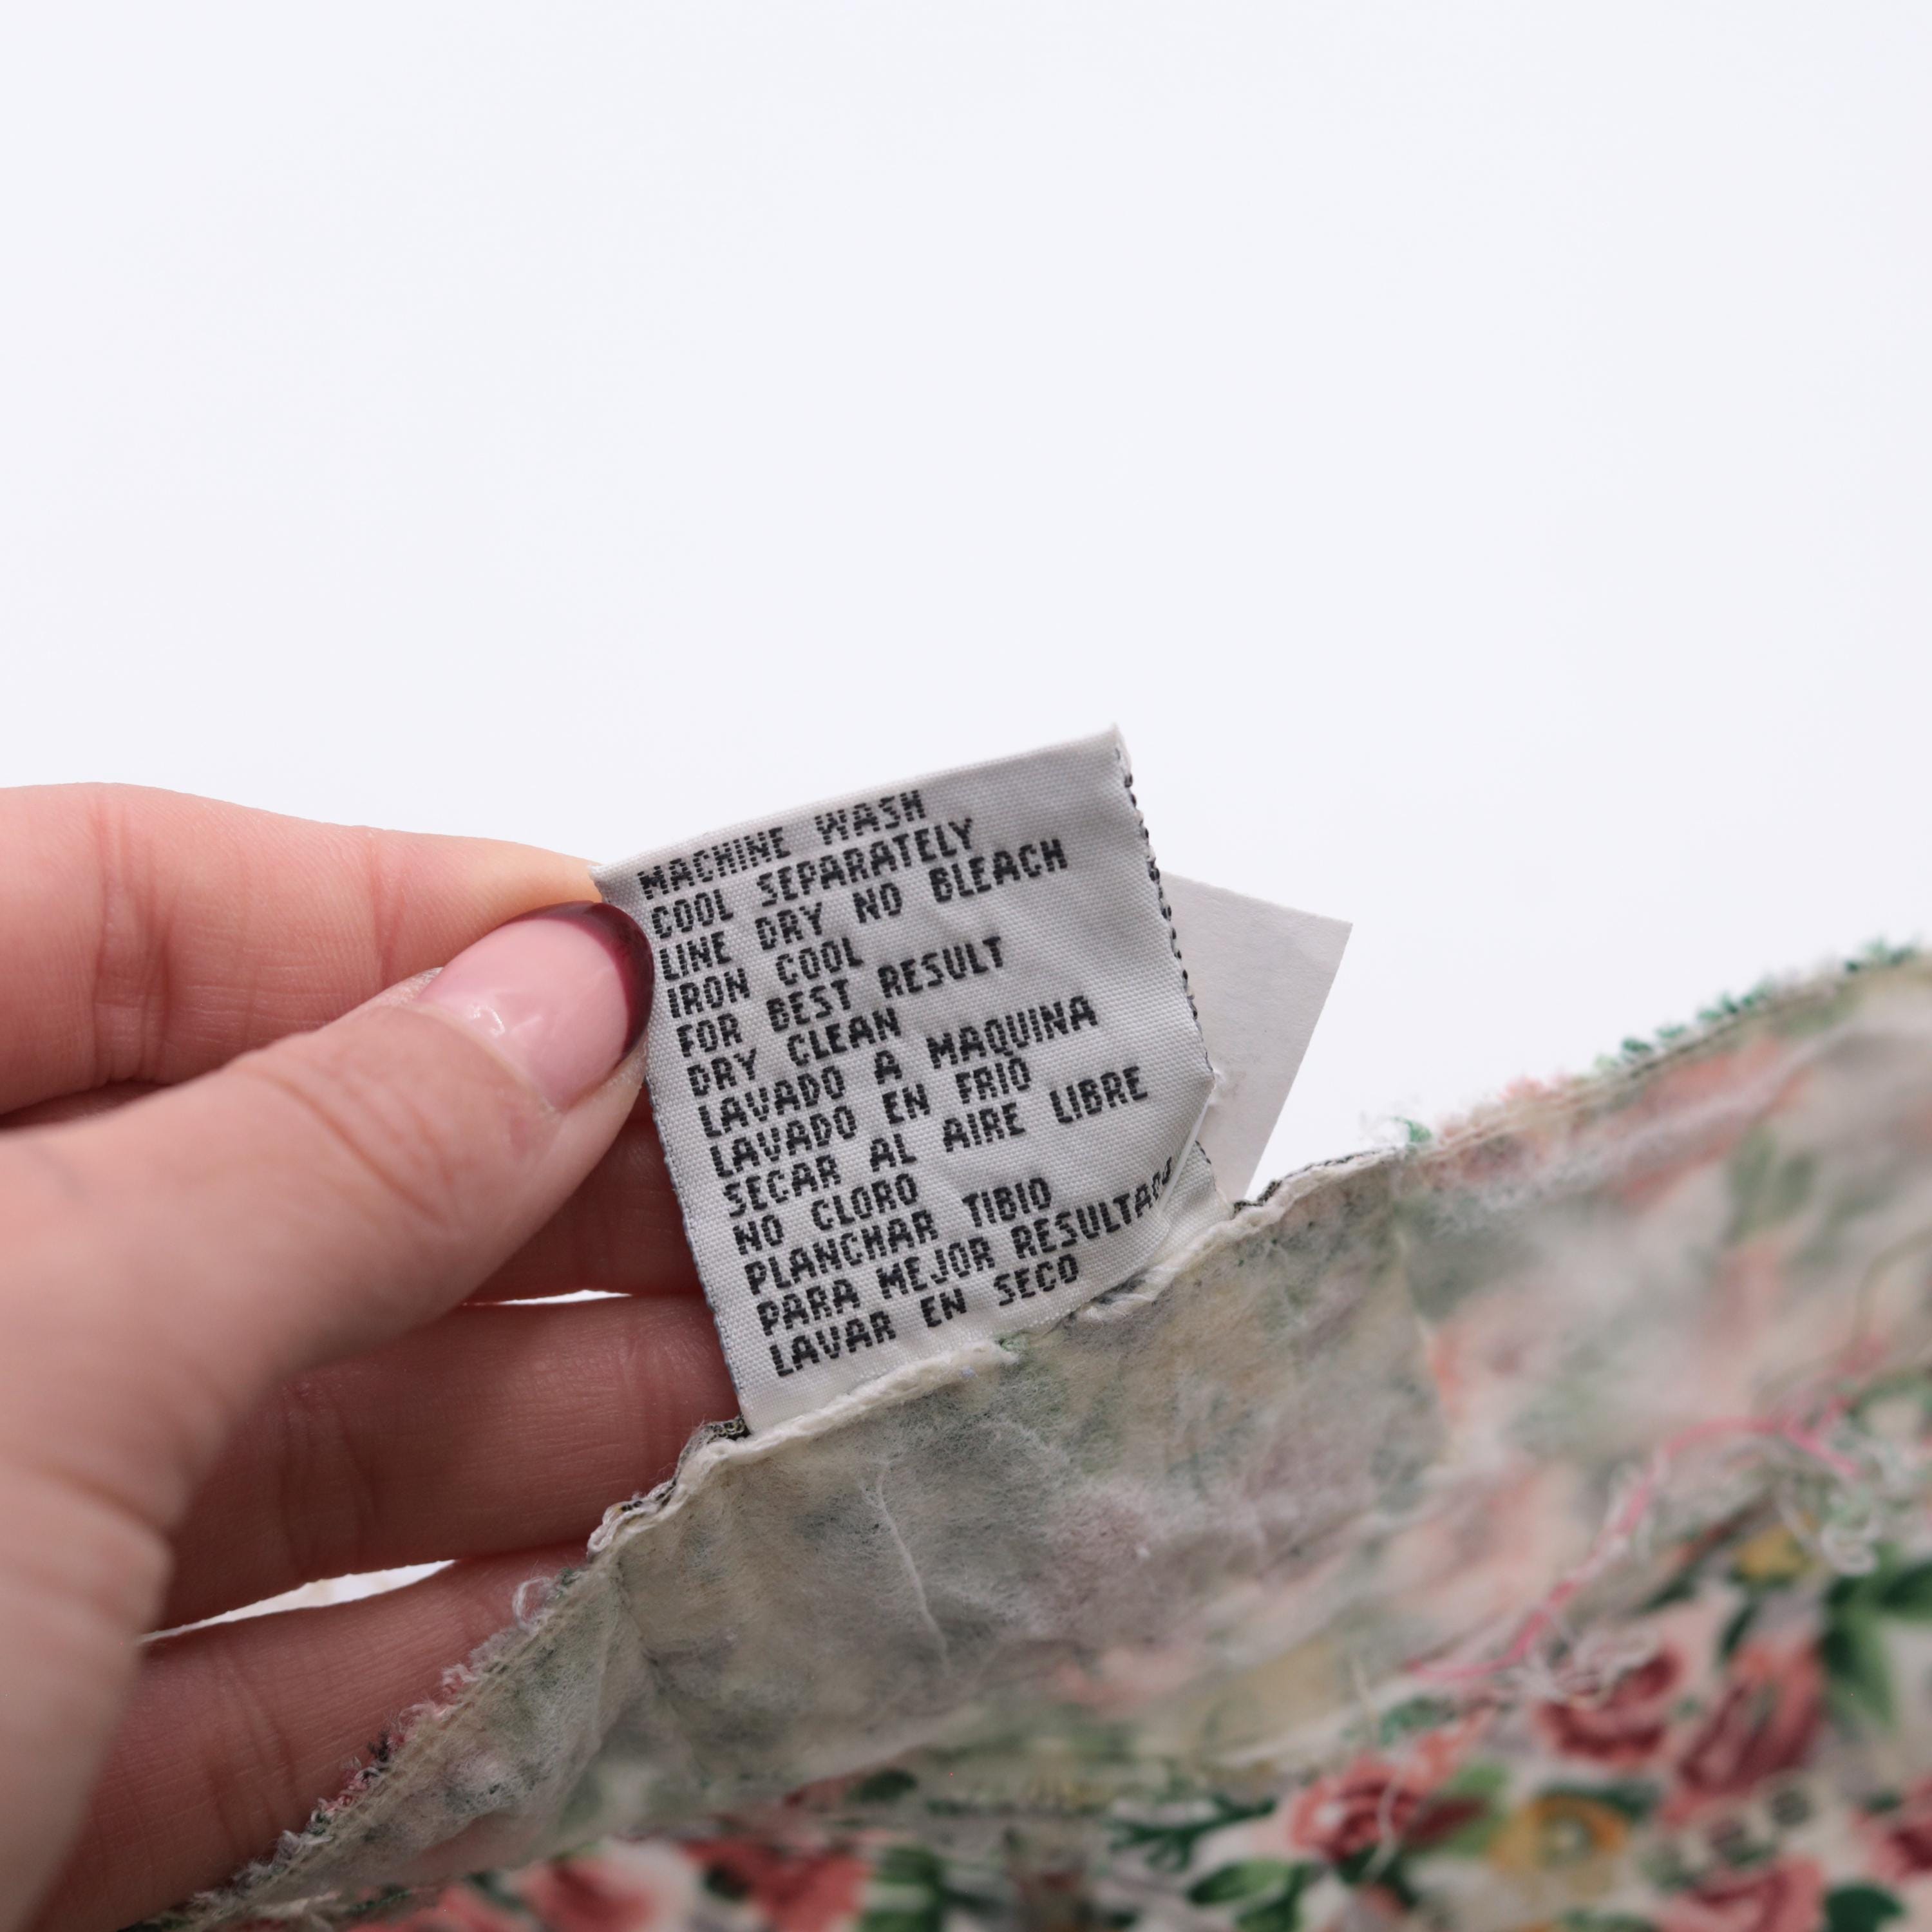 MACHINE WASH
COOL SEPARATELY
LINE DRY NO BLEACH
IRON COOL
FOR BEST RESULT
DRY CLEAN
LAVADO A MAQUINA
LAVADO EN FRIO
SECAR AL AIRE LIBRE
NO CLORO
PLANCHAR TIBIO
PARA MEJOR RESULTADO
LAVAR EN SECO